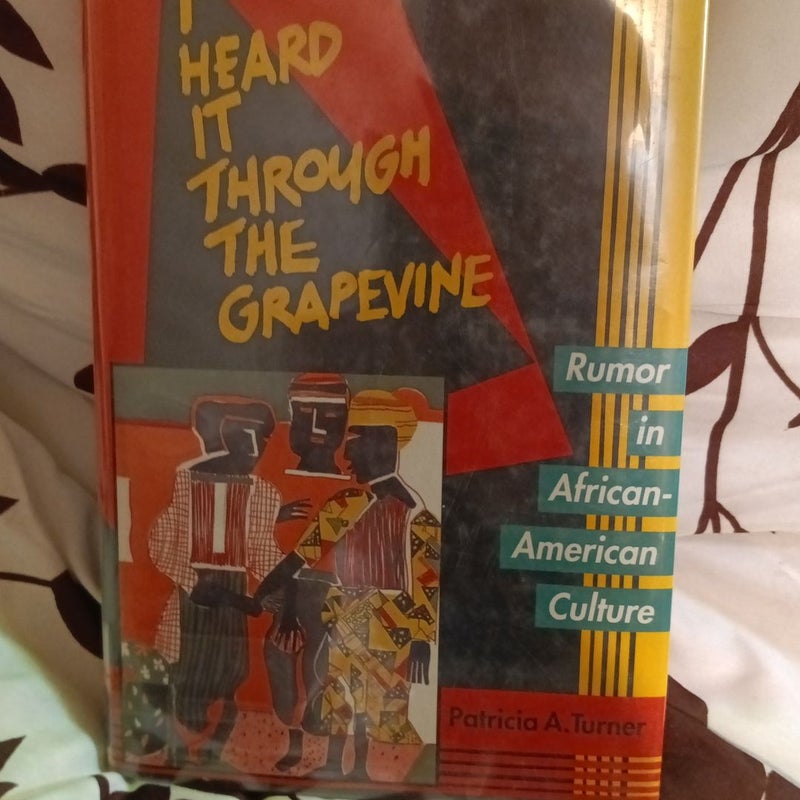 I
HEARD
IT
THROUGH
THE
GRAPEVINE
Rumor
in
African-
American
Culture
Patricia A. Turner